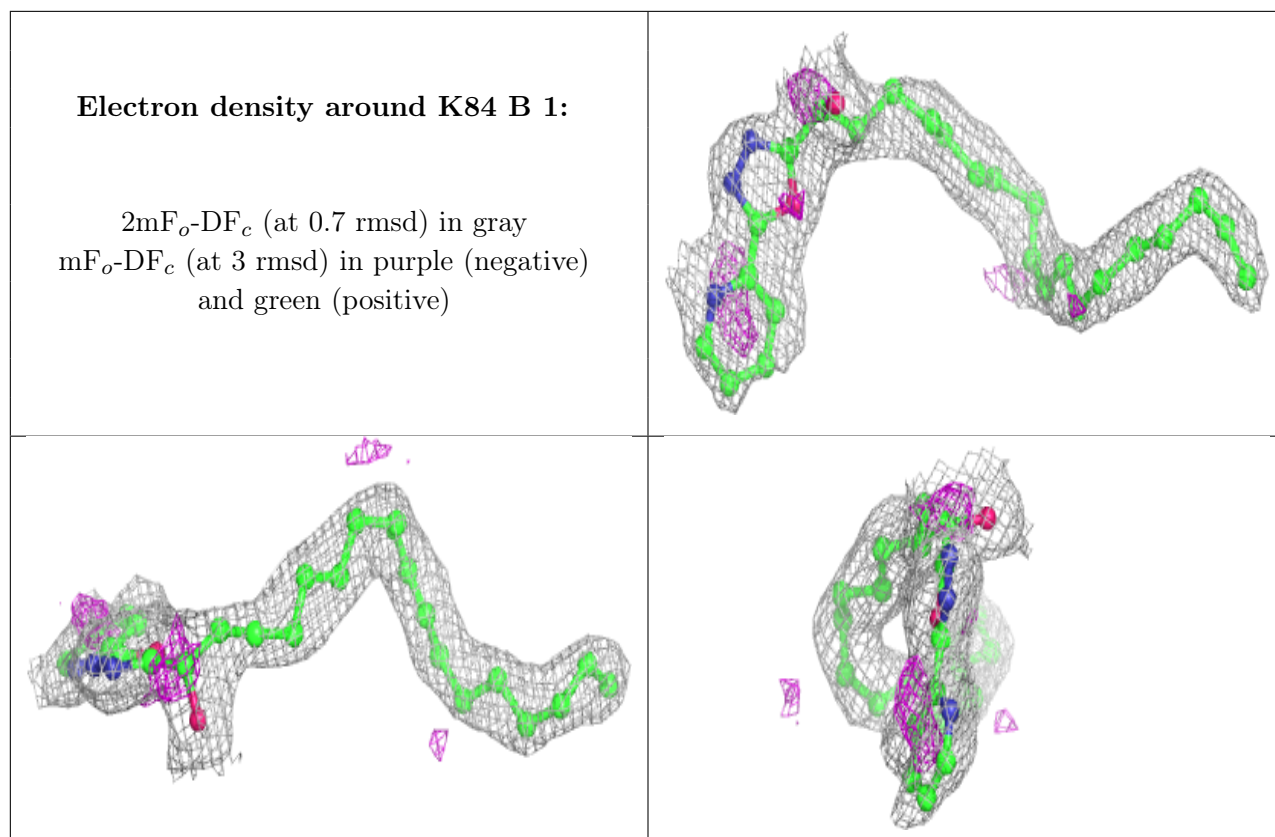 Electron density around K84 B 1:
2mFo-DFc (at 0.7 rmsd) in gray
mFo-DFc (at 3 rmsd) in purple (negative)
and green (positive)